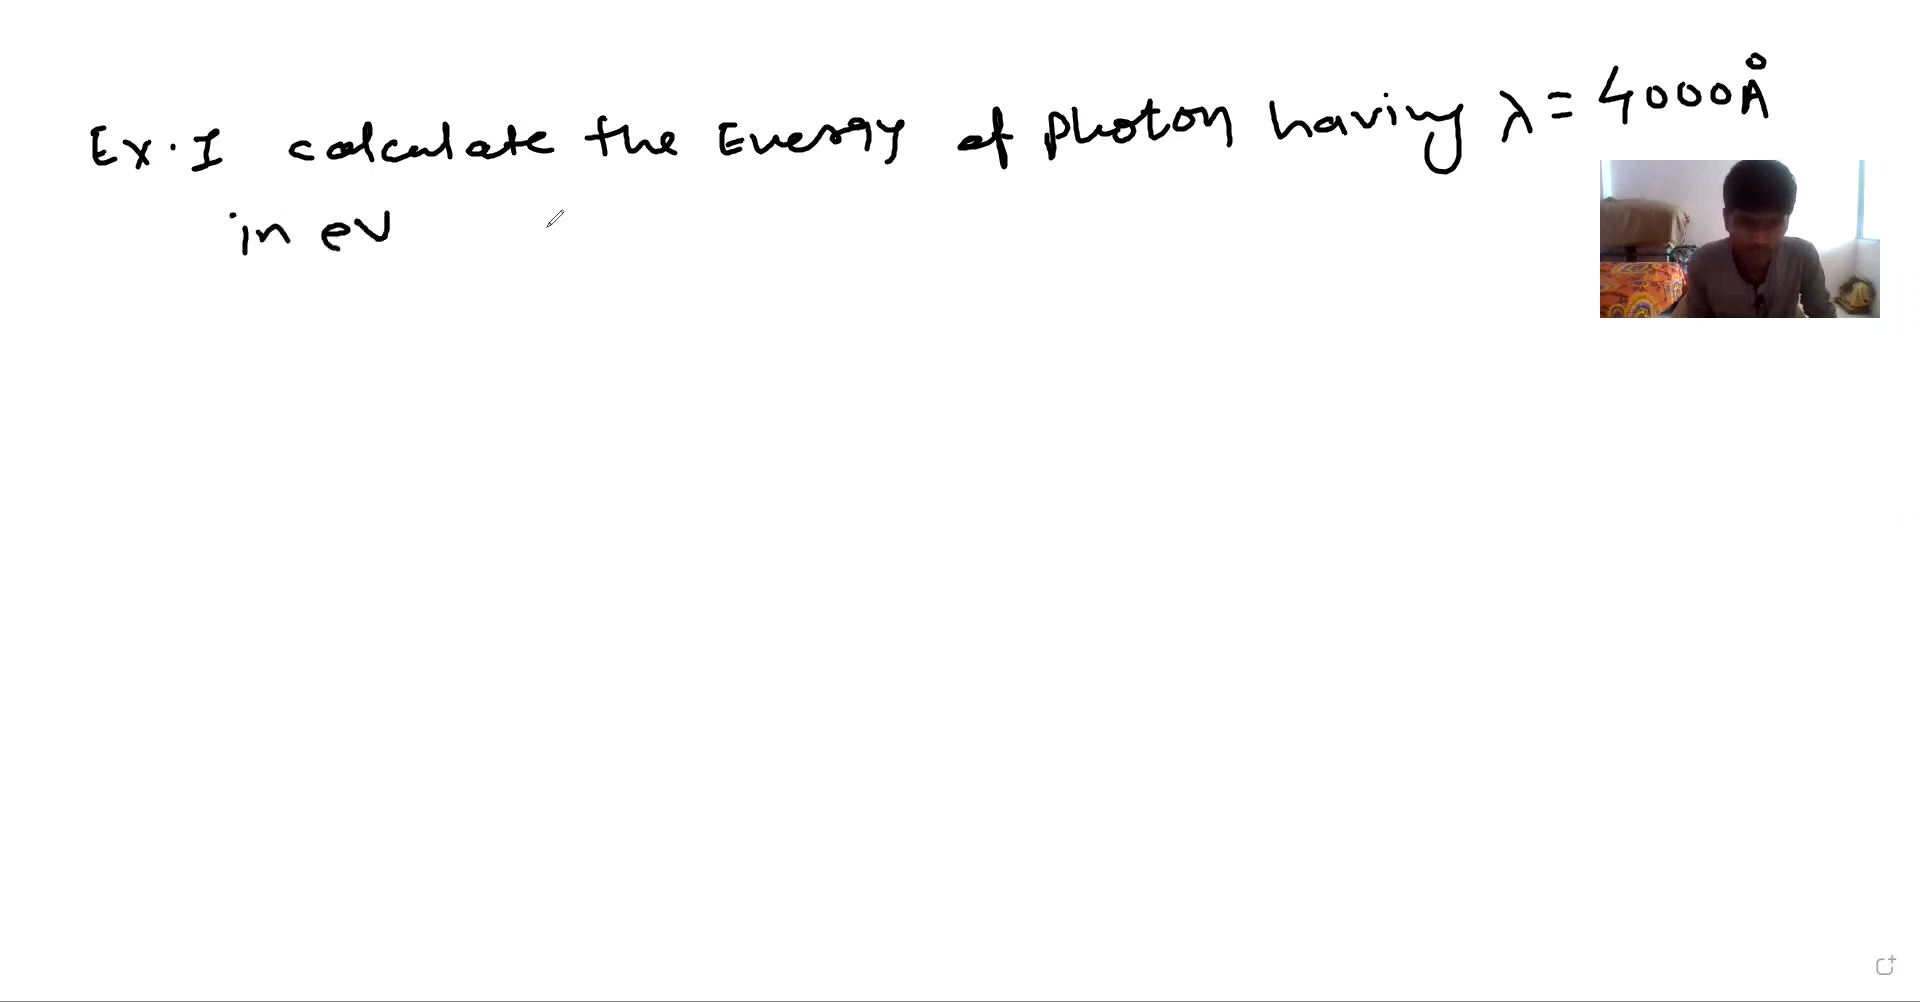 Ex. I calculate the Energy of photon having λ = 4000Å
in eV